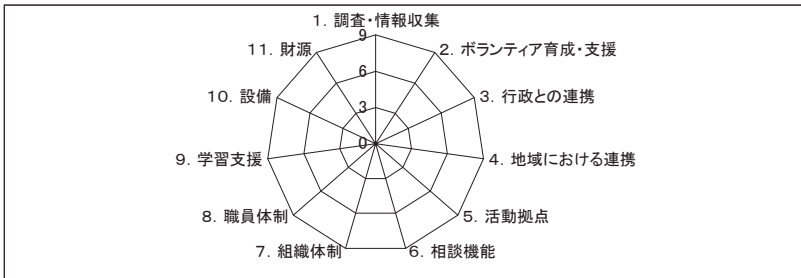 1. 調査・情報収集
2. ボランティア育成・支援
3. 行政との連携
4. 地域における連携
5. 活動拠点
6. 相談機能
7. 組織体制
8. 職員体制
9. 学習支援
10. 設備
11. 財源
9
6
3
0